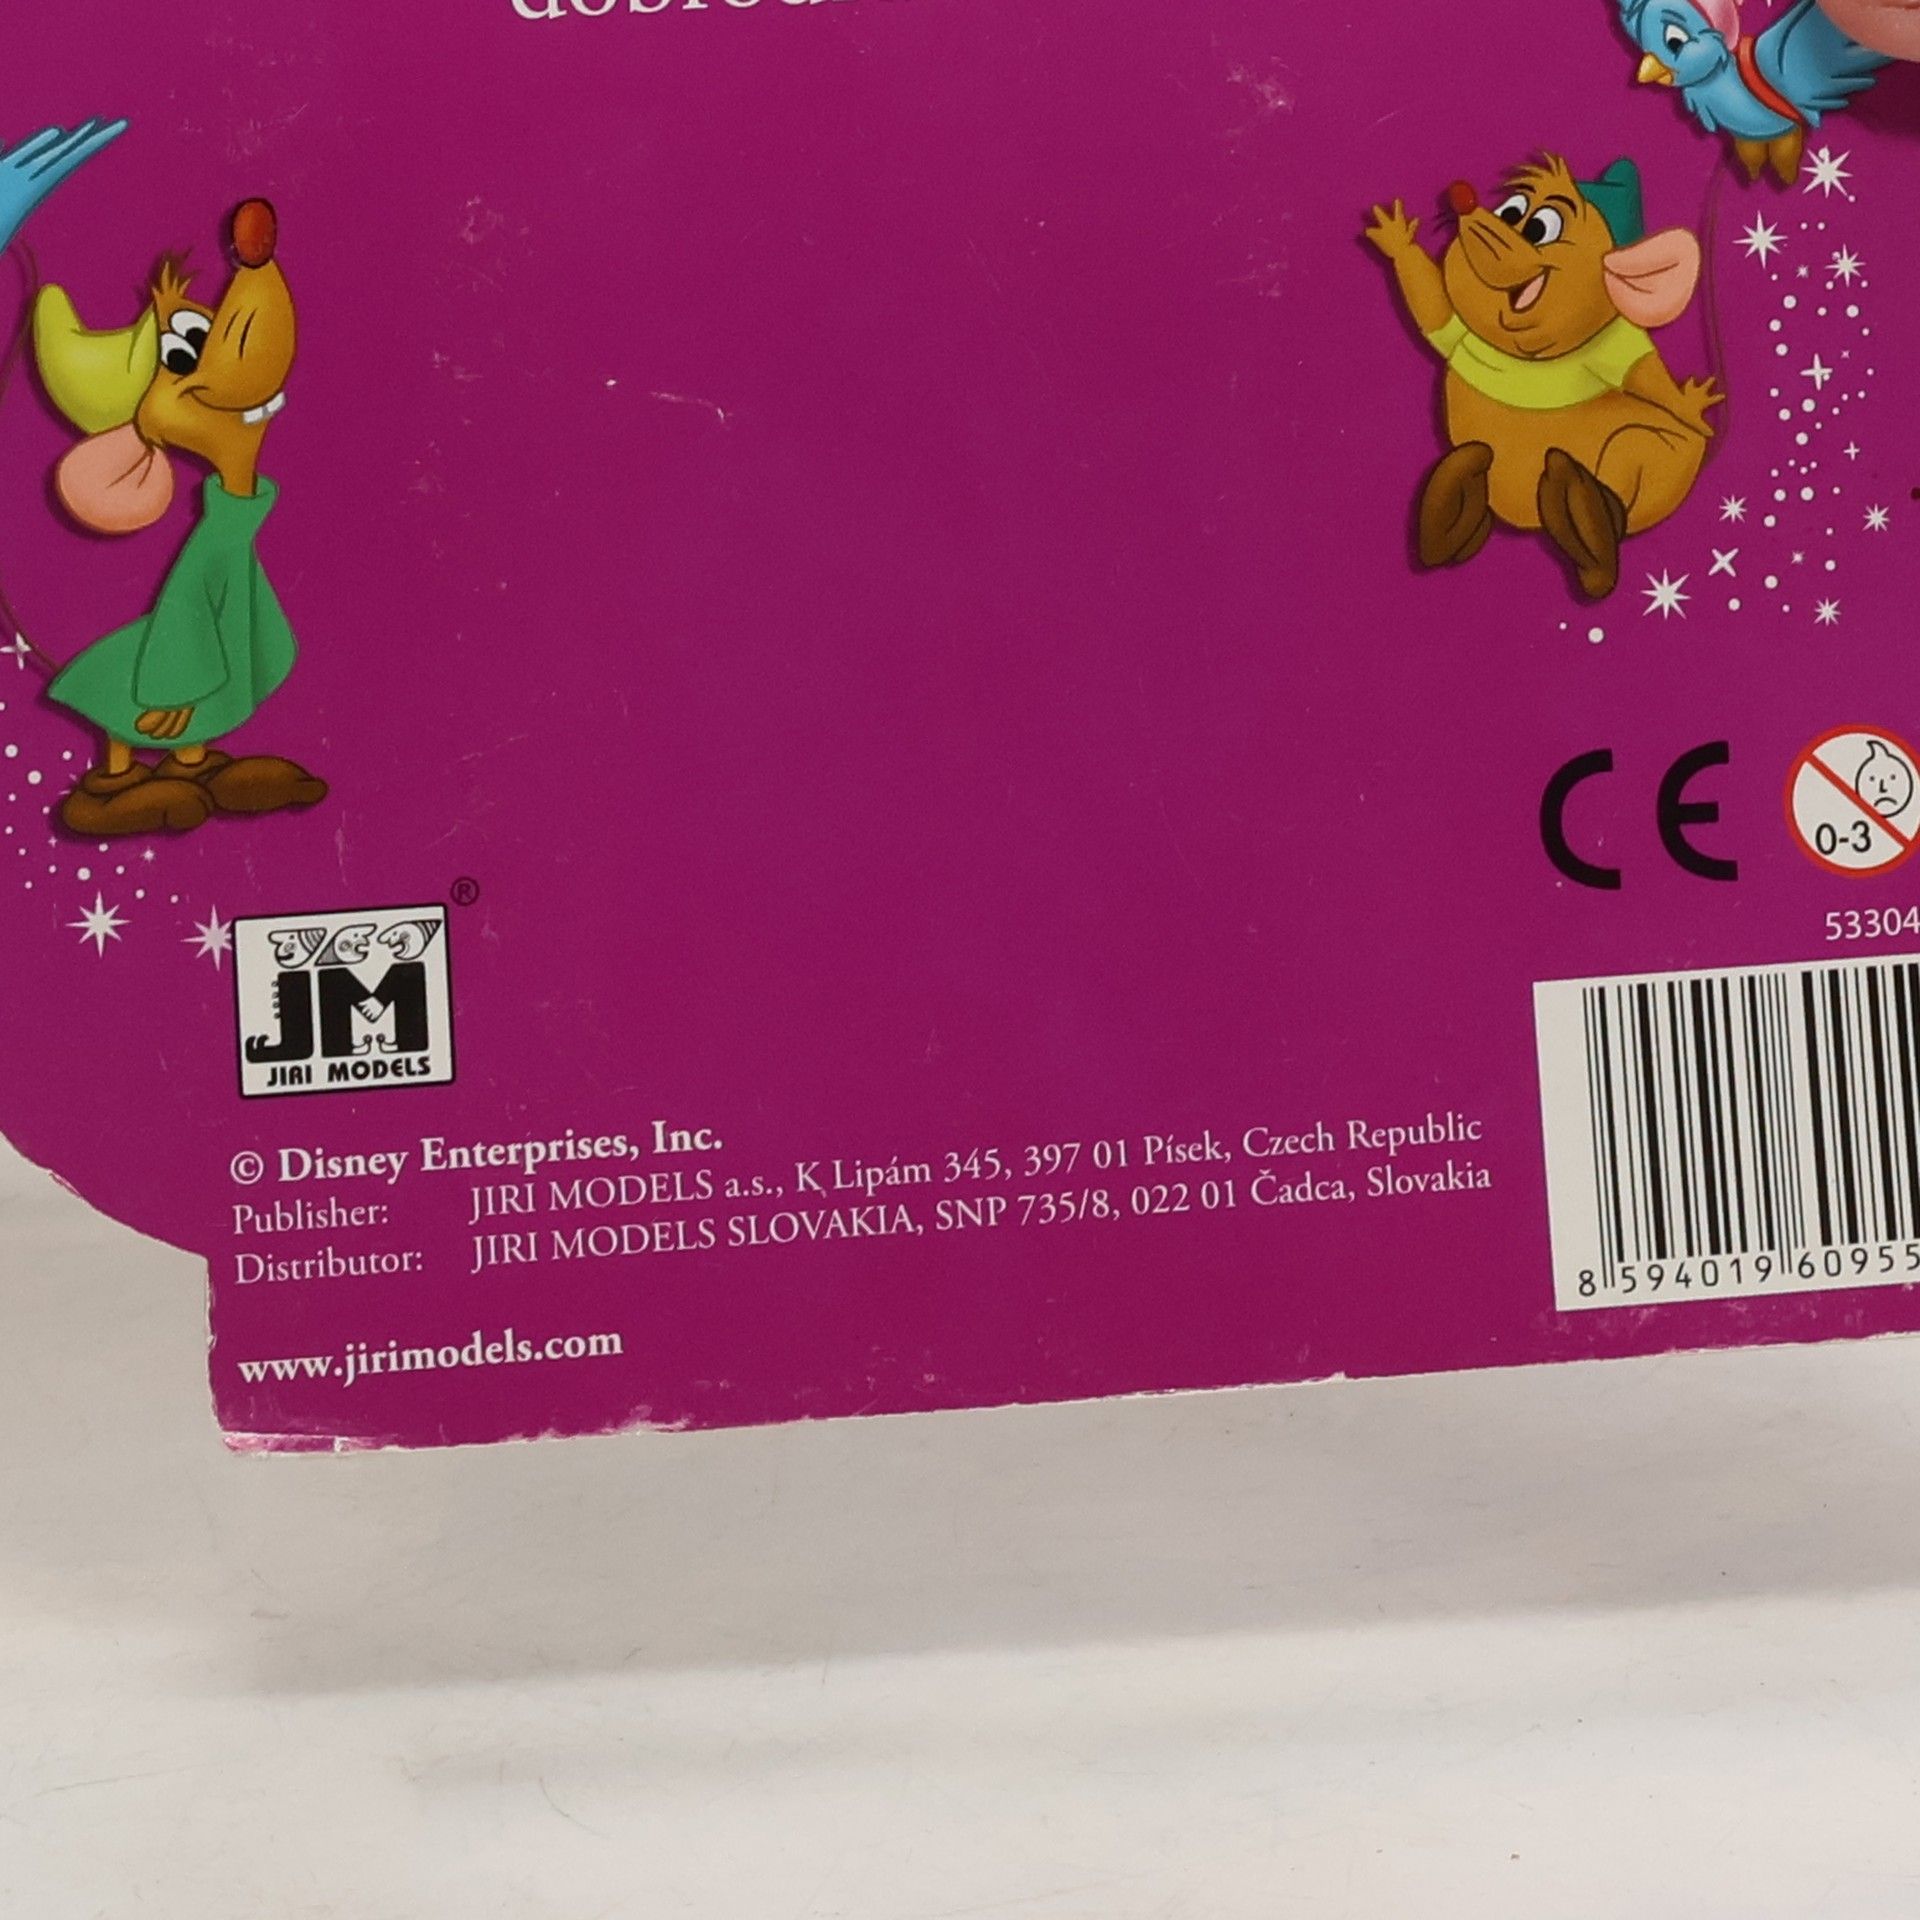 0-3
53304
®
JM
JIRI MODELS
© Disney Enterprises, Inc.
Publisher: JIRI MODELS a.s., K Lipám 345, 397 01 Písek, Czech Republic
Distributor: JIRI MODELS SLOVAKIA, SNP 735/8, 022 01 Čadca, Slovakia
8 594019 60955
www.jirimodels.com